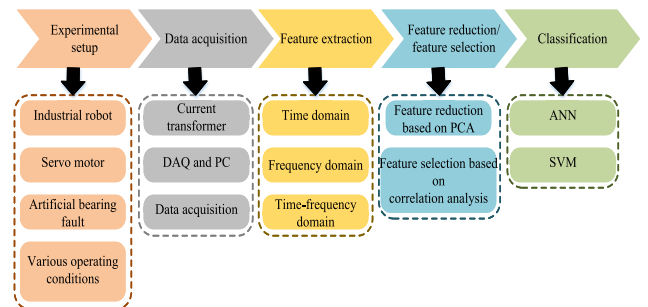 Experimental
setup
Data acquisition
Feature extraction
Feature reduction/
feature selection
Classification
Industrial robot
Servo motor
Artificial bearing
fault
Various operating
conditions
Current
transformer
DAQ and PC
Data acquisition
Time domain
Frequency domain
Time-frequency
domain
Feature reduction
based on PCA
Feature selection based
on
correlation analysis
ANN
SVM